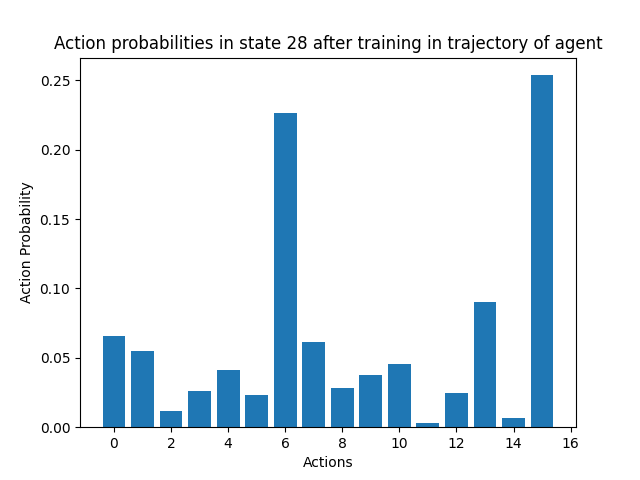 Action probabilities in state 28 after training in trajectory of agent
0.25
0.20
0.15
0.10
0.05
0.00
Action Probability
0 2 4 6 8 10 12 14 16
Actions